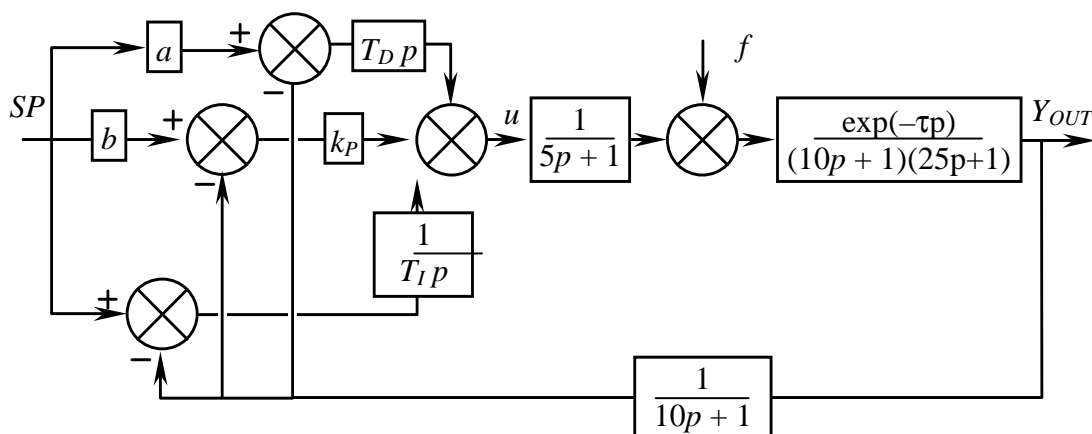 SP
a
+
−
T_D p
b
+
−
k_P
u
1
5p + 1
f
exp(−τp)
(10p + 1)(25p+1)
Y_OUT
1
T_I p
+
−
1
10p + 1